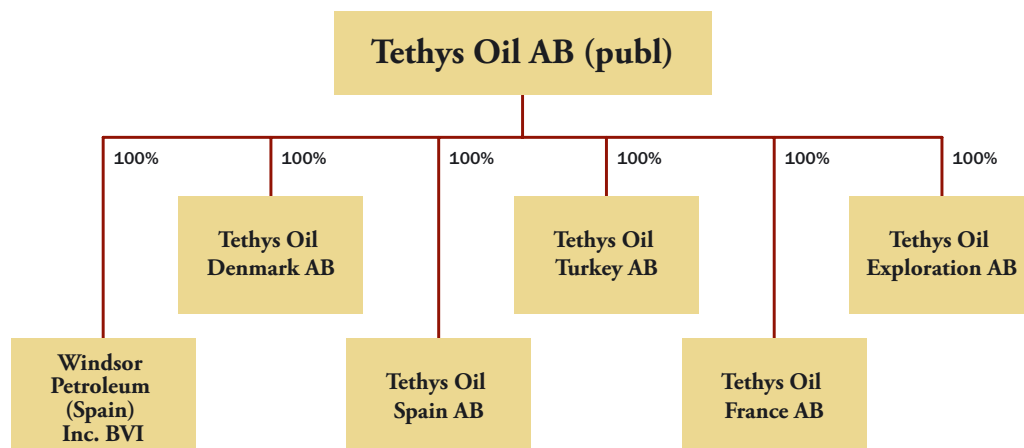 Tethys Oil AB (publ)
100%
100%
100%
100%
100%
100%
Tethys Oil
Denmark AB
Tethys Oil
Turkey AB
Tethys Oil
Exploration AB
Windsor
Petroleum
(Spain)
Inc. BVI
Tethys Oil
Spain AB
Tethys Oil
France AB